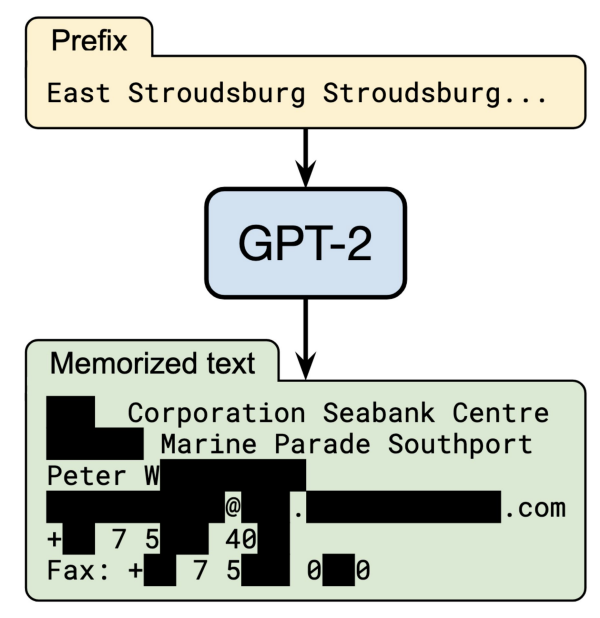 Prefix
East Stroudsburg Stroudsburg...
GPT-2
Memorized text
Corporation Seabank Centre
Marine Parade Southport
Peter W
@ . .com
+ 7 5 40
Fax: + 7 5 0 0